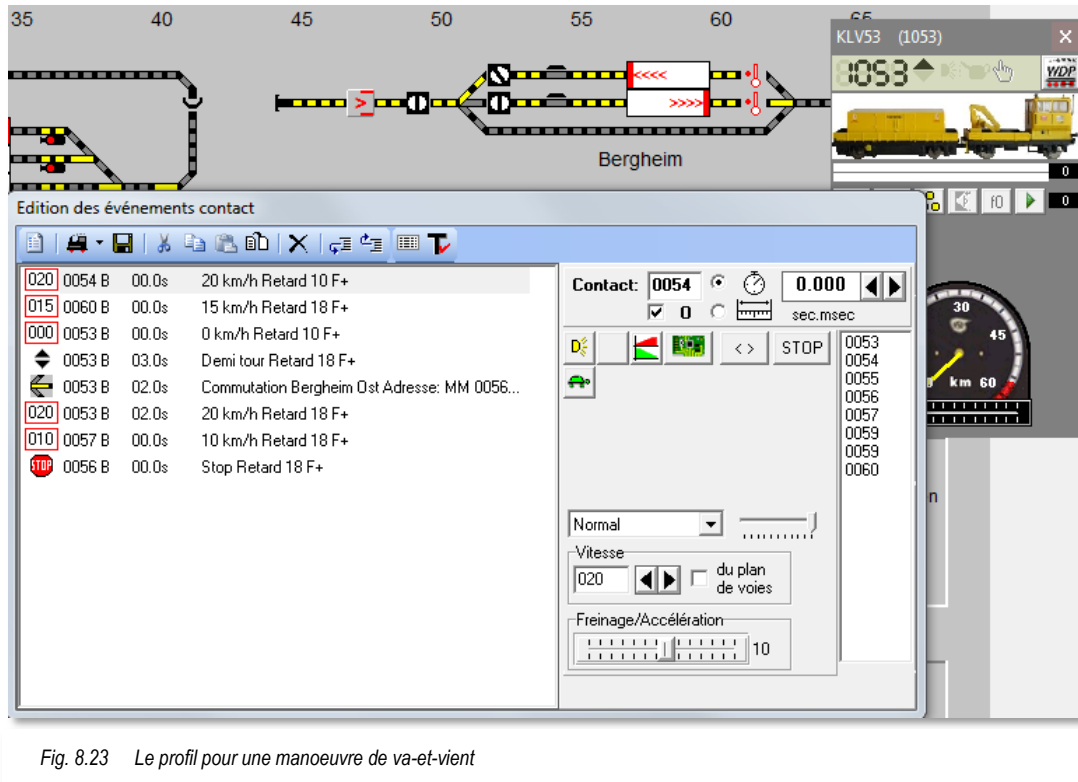 35 40 45 50 55 60 65
KLV53 (1053)
1053
WDP
<<<<
>
>>>>
Bergheim
0
Edition des événements contact
f0 0
020 0054 B 00.0s 20 km/h Retard 10 F+
015 0060 B 00.0s 15 km/h Retard 18 F+
000 0053 B 00.0s 0 km/h Retard 10 F+
0053 B 03.0s Demi tour Retard 18 F+
0053 B 02.0s Commutation Bergheim Ost Adresse: MM 0056...
020 0053 B 02.0s 20 km/h Retard 18 F+
010 0057 B 00.0s 10 km/h Retard 18 F+
STOP 0056 B 00.0s Stop Retard 18 F+
Contact: 0054 0.000
0 sec.msec
< > STOP
0053
0054
0055
0056
0057
0059
0059
0060
30
45
km 60
n
Normal
Vitesse
020 du plan
de voies
Freinage/Accélération
10
Fig. 8.23 Le profil pour une manoeuvre de va-et-vient